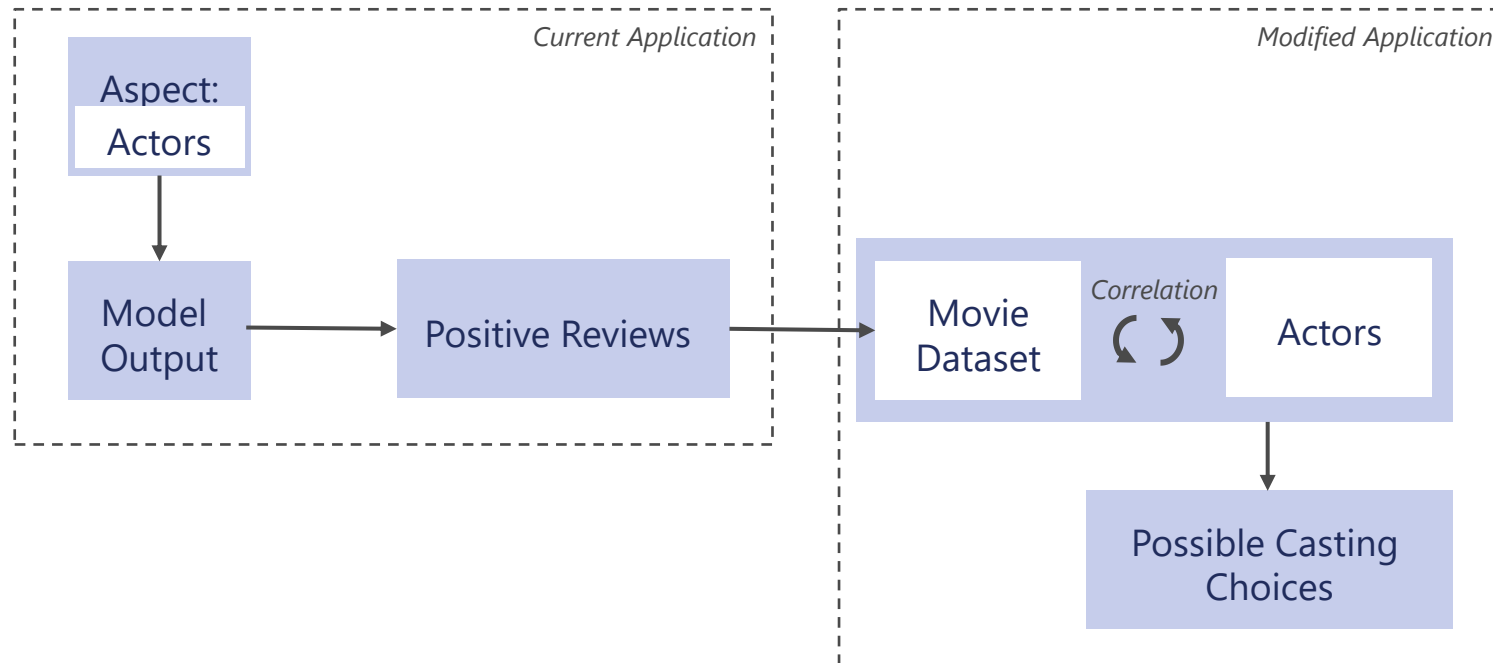 Current Application
Aspect:
Actors
Model
Output
Positive Reviews
Modified Application
Movie
Dataset
Correlation
Actors
Possible Casting
Choices